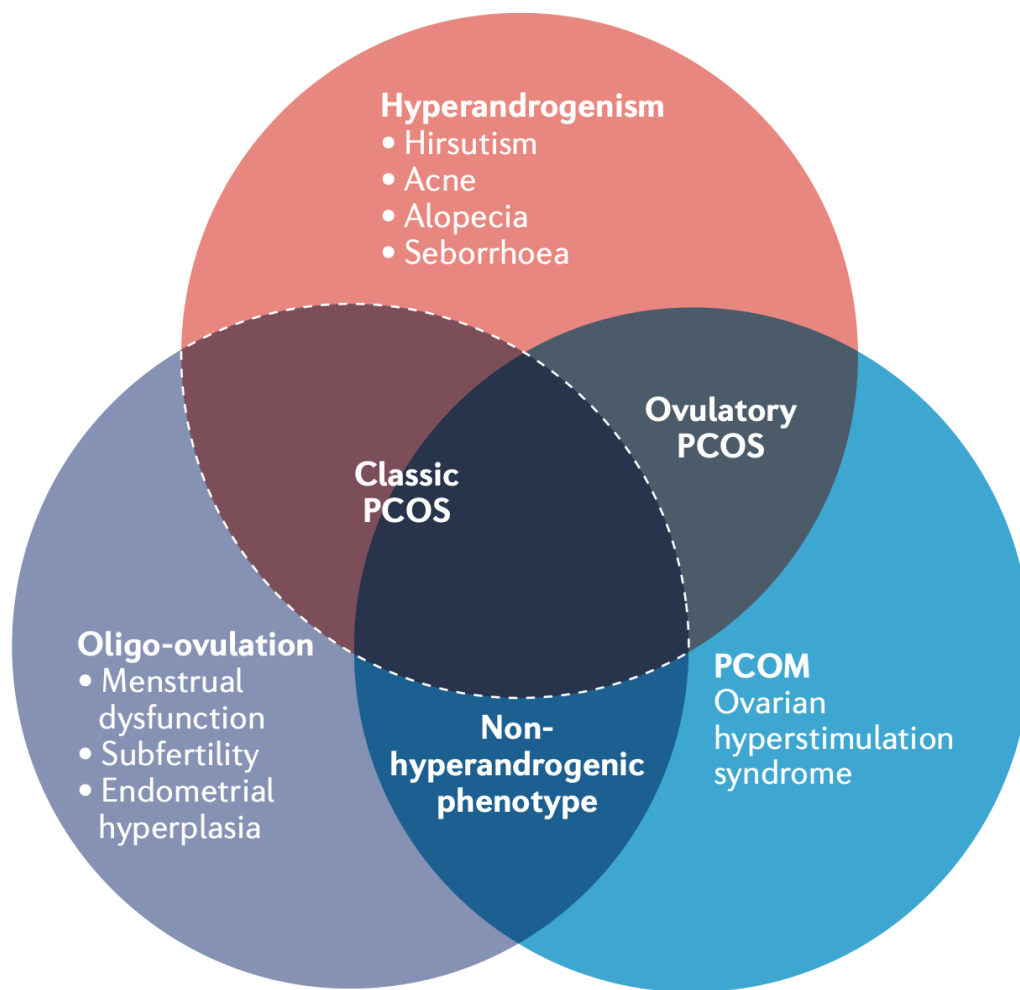 Hyperandrogenism
• Hirsutism
• Acne
• Alopecia
• Seborrhoea
Ovulatory
PCOS
Classic
PCOS
Oligo-ovulation
• Menstrual
dysfunction
• Subfertility
• Endometrial
hyperplasia
PCOM
Ovarian
hyperstimulation
syndrome
Non-
hyperandrogenic
phenotype